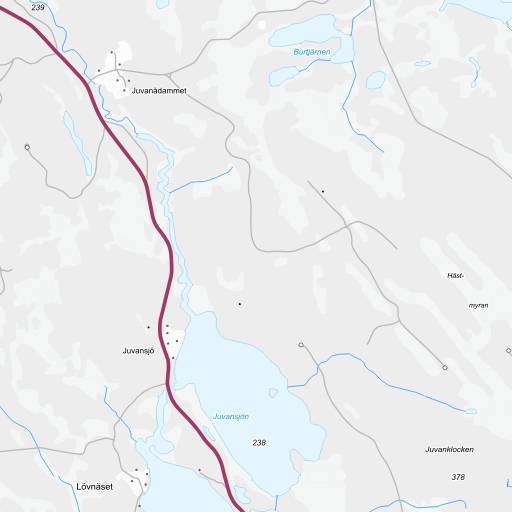 239
Burtjärnen
Juvanådammet
Häst-
myran
Juvansjö
Juvansjön
238
Juvanklocken
378
Lövnäset